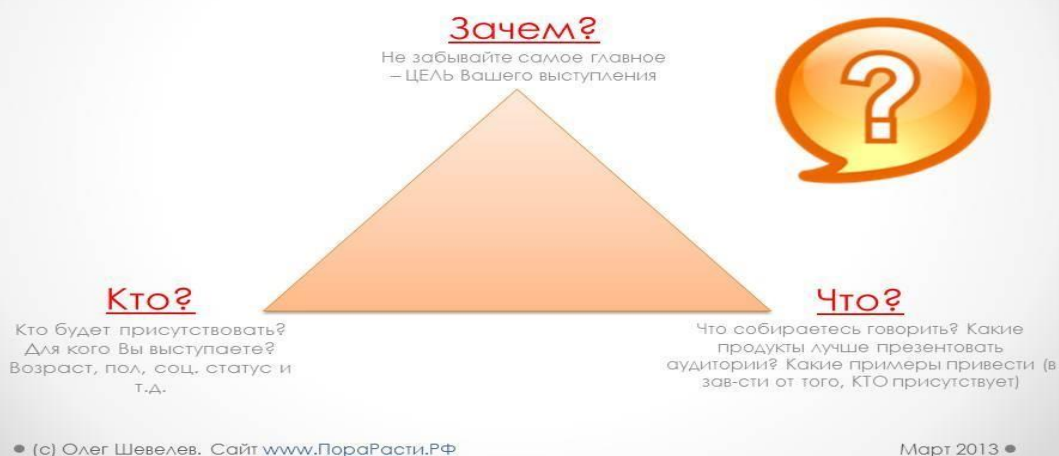 Зачем?
Не забывайте самое главное
– ЦЕЛЬ Вашего выступления
?
Кто?
Кто будет присутствовать?
Для кого Вы выступаете?
Возраст, пол, соц. статус и
т.д.
Что?
Что собираетесь говорить? Какие
продукты лучше презентовать
аудитории? Какие примеры привести (в
зав-сти от того, КТО присутствует)
• (с) Олег Шевелев. Сайт www.ПораРасти.РФ
Март 2013 •